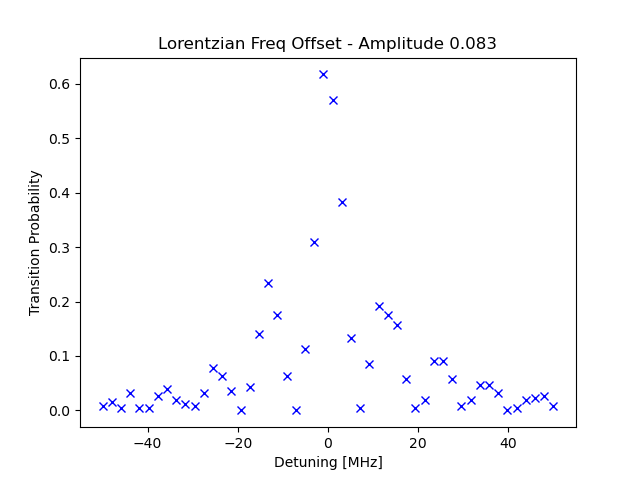 Lorentzian Freq Offset - Amplitude 0.083
Transition Probability
0.6
0.5
0.4
0.3
0.2
0.1
0.0
−40 −20 0 20 40
Detuning [MHz]